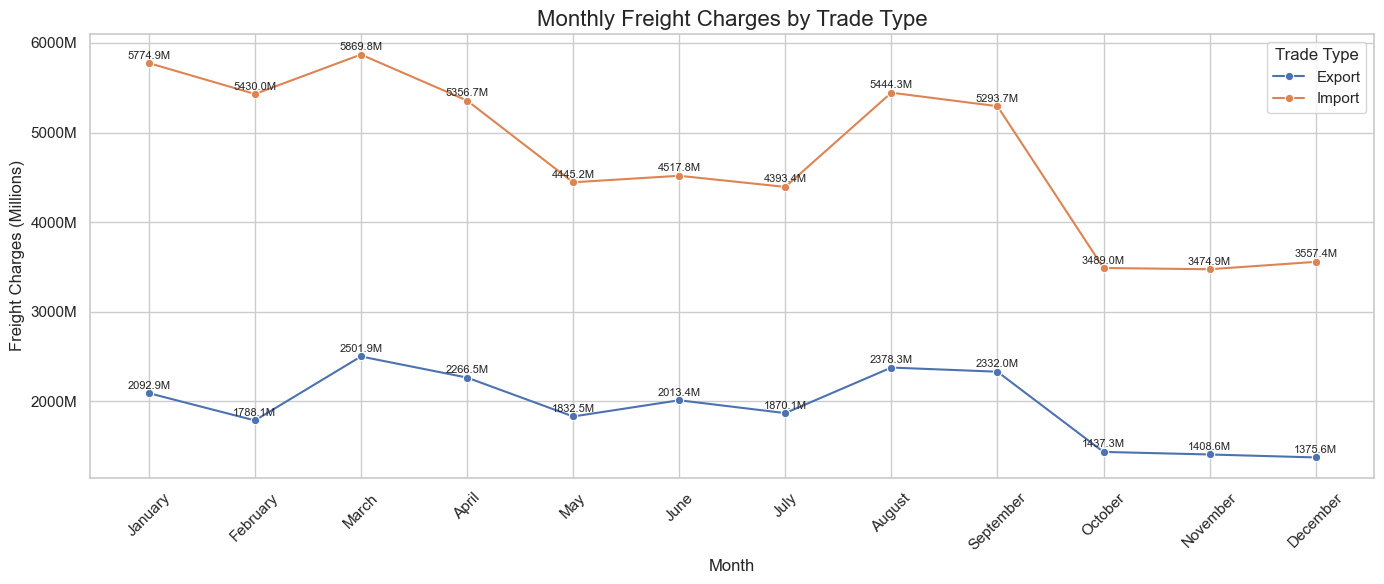 Monthly Freight Charges by Trade Type
6000M
5000M
4000M
3000M
2000M
Freight Charges (Millions)
5774.9M
5430.0M
5869.8M
5356.7M
4445.2M
4517.8M
4393.4M
5444.3M
5293.7M
3489.0M
3474.9M
3557.4M
2092.9M
1788.1M
2501.9M
2266.5M
1832.5M
2013.4M
1870.1M
2378.3M
2332.0M
1437.3M
1408.6M
1375.6M
Trade Type
Export
Import
January
February
March
April
May
June
July
August
September
October
November
December
Month